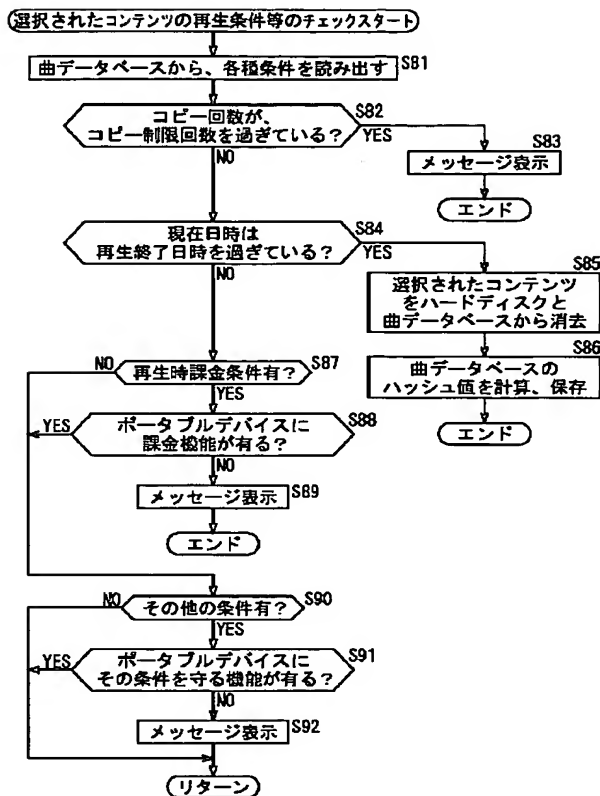 選択されたコンテンツの再生条件等のチェックスタート
曲データベースから、各種条件を読み出す
S81
コピー回数が、
コピー制限回数を過ぎている？
S82
YES
NO
メッセージ表示
S83
エンド
現在日時は
再生終了日時を過ぎている？
S84
YES
NO
選択されたコンテンツ
をハードディスクと
曲データベースから消去
S85
曲データベースの
ハッシュ値を計算、保存
S86
エンド
再生時課金条件有？
S87
NO
YES
ポータブルデバイスに
課金機能が有る？
S88
YES
NO
メッセージ表示
S89
エンド
その他の条件有？
S90
NO
YES
ポータブルデバイスに
その条件を守る機能が有る？
S91
YES
NO
メッセージ表示
S92
リターン